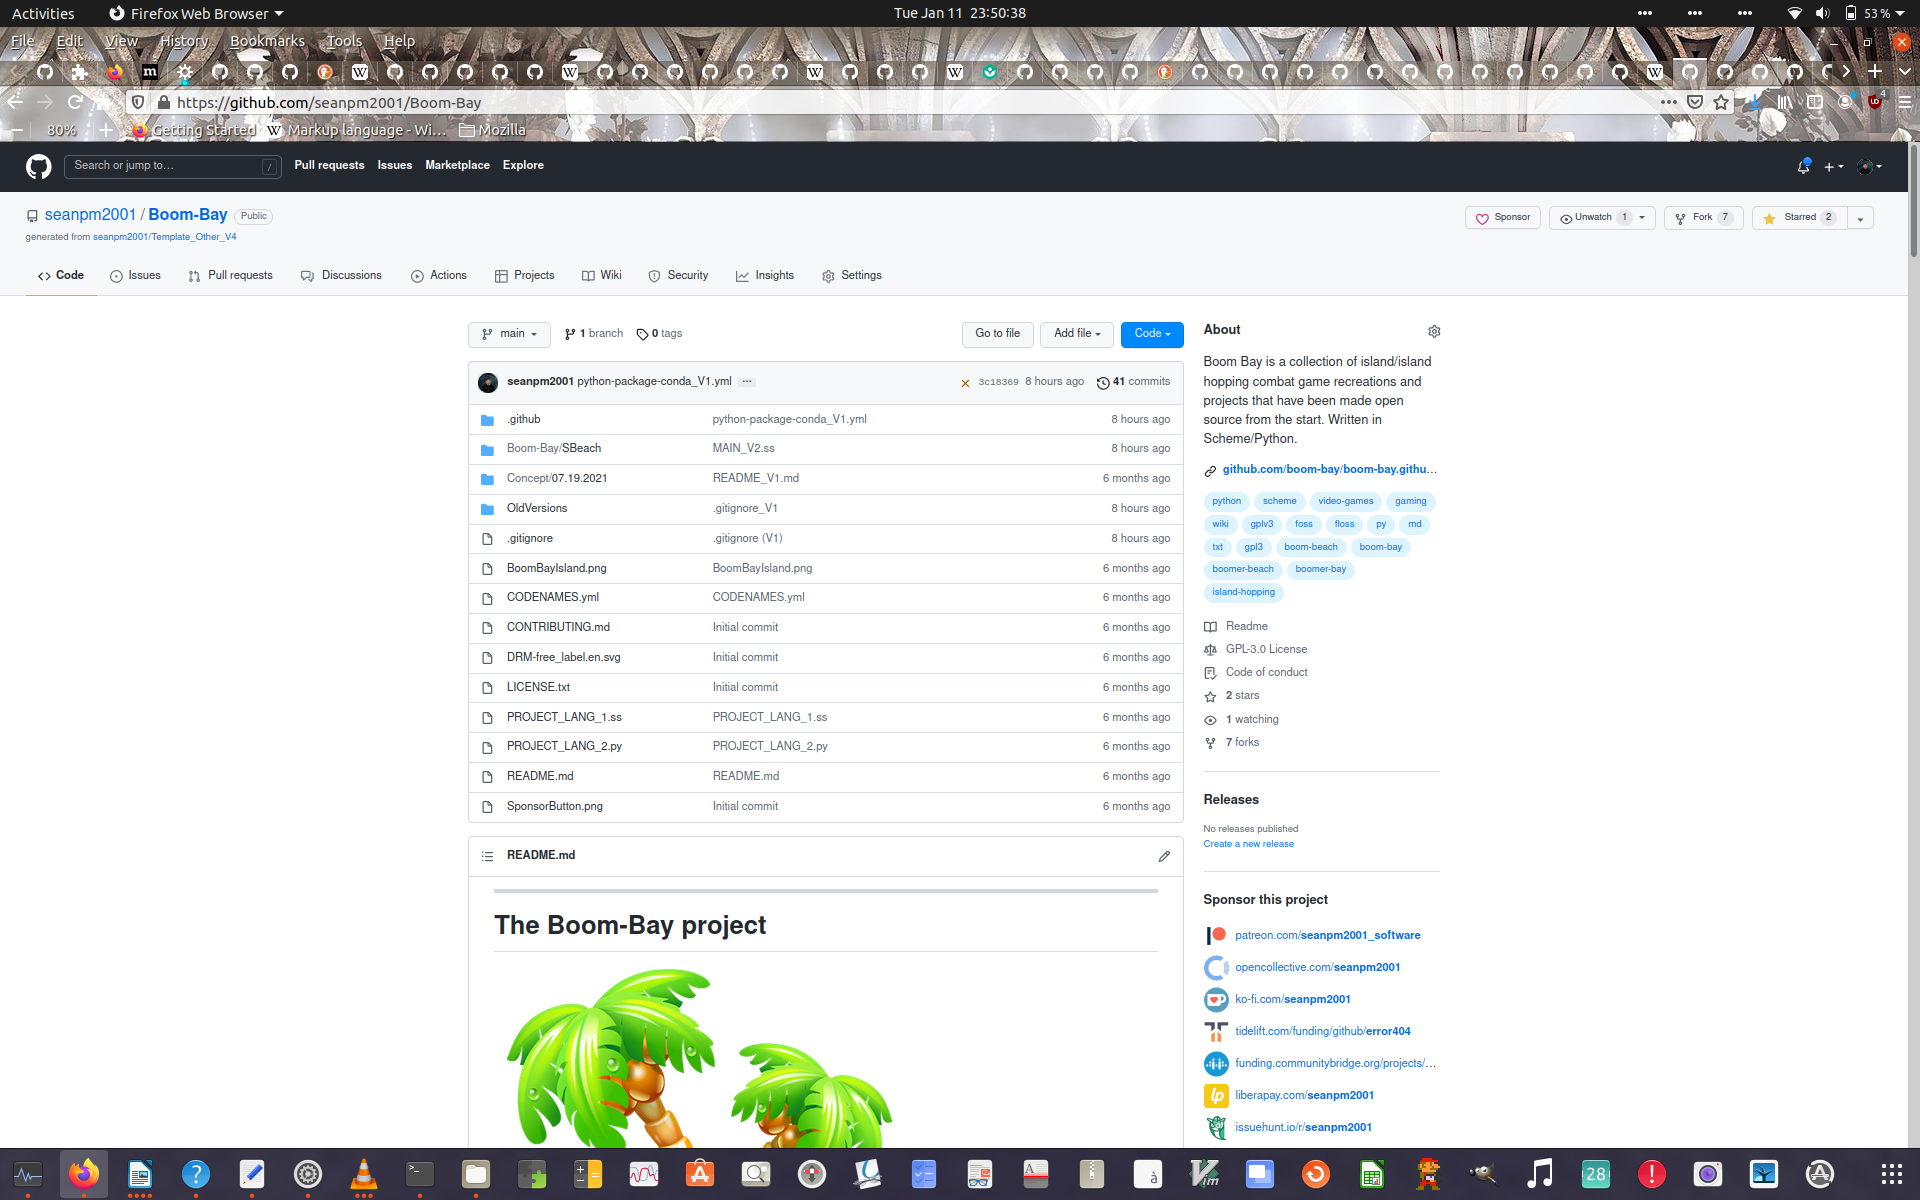 Activities Firefox Web Browser Tue Jan 11 23:50:38 53 %
File Edit View History Bookmarks Tools Help
https://github.com/seanpm2001/Boom-Bay 4
80% Getting Started Markup language - Wi… Mozilla
Search or jump to… / Pull requests Issues Marketplace Explore
seanpm2001 / Boom-Bay Public Sponsor Unwatch 1 Fork 7 Starred 2
generated from seanpm2001/Template_Other_V4
Code Issues Pull requests Discussions Actions Projects Wiki Security Insights Settings
main 1 branch 0 tags Go to file Add file Code
seanpm2001 python-package-conda_V1.yml ··· 3c18369 8 hours ago 41 commits
.github python-package-conda_V1.yml 8 hours ago
Boom-Bay/SBeach MAIN_V2.ss 8 hours ago
Concept/07.19.2021 README_V1.md 6 months ago
OldVersions .gitignore_V1 8 hours ago
.gitignore .gitignore (V1) 8 hours ago
BoomBayIsland.png BoomBayIsland.png 6 months ago
CODENAMES.yml CODENAMES.yml 6 months ago
CONTRIBUTING.md Initial commit 6 months ago
DRM-free_label.en.svg Initial commit 6 months ago
LICENSE.txt Initial commit 6 months ago
PROJECT_LANG_1.ss PROJECT_LANG_1.ss 6 months ago
PROJECT_LANG_2.py PROJECT_LANG_2.py 6 months ago
README.md README.md 6 months ago
SponsorButton.png Initial commit 6 months ago
README.md
The Boom-Bay project
About
Boom Bay is a collection of island/island
hopping combat game recreations and
projects that have been made open
source from the start. Written in
Scheme/Python.
github.com/boom-bay/boom-bay.githu…
python scheme video-games gaming
wiki gplv3 foss floss py md
txt gpl3 boom-beach boom-bay
boomer-beach boomer-bay
island-hopping
Readme
GPL-3.0 License
Code of conduct
2 stars
1 watching
7 forks
Releases
No releases published
Create a new release
Sponsor this project
patreon.com/seanpm2001_software
opencollective.com/seanpm2001
ko-fi.com/seanpm2001
tidelift.com/funding/github/error404
funding.communitybridge.org/projects/…
liberapay.com/seanpm2001
issuehunt.io/r/seanpm2001
28